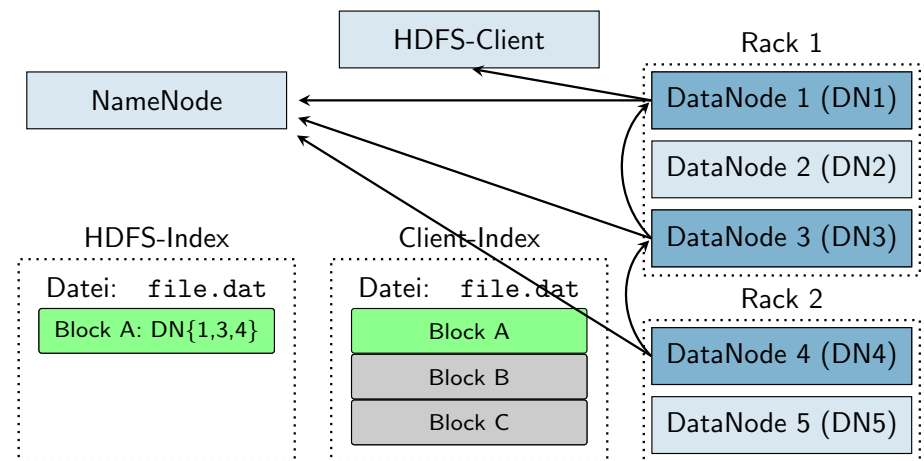 HDFS-Client
NameNode
Rack 1
DataNode 1 (DN1)
DataNode 2 (DN2)
DataNode 3 (DN3)
HDFS-Index
Datei: file.dat
Block A: DN{1,3,4}
Client-Index
Datei: file.dat
Block A
Block B
Block C
Rack 2
DataNode 4 (DN4)
DataNode 5 (DN5)